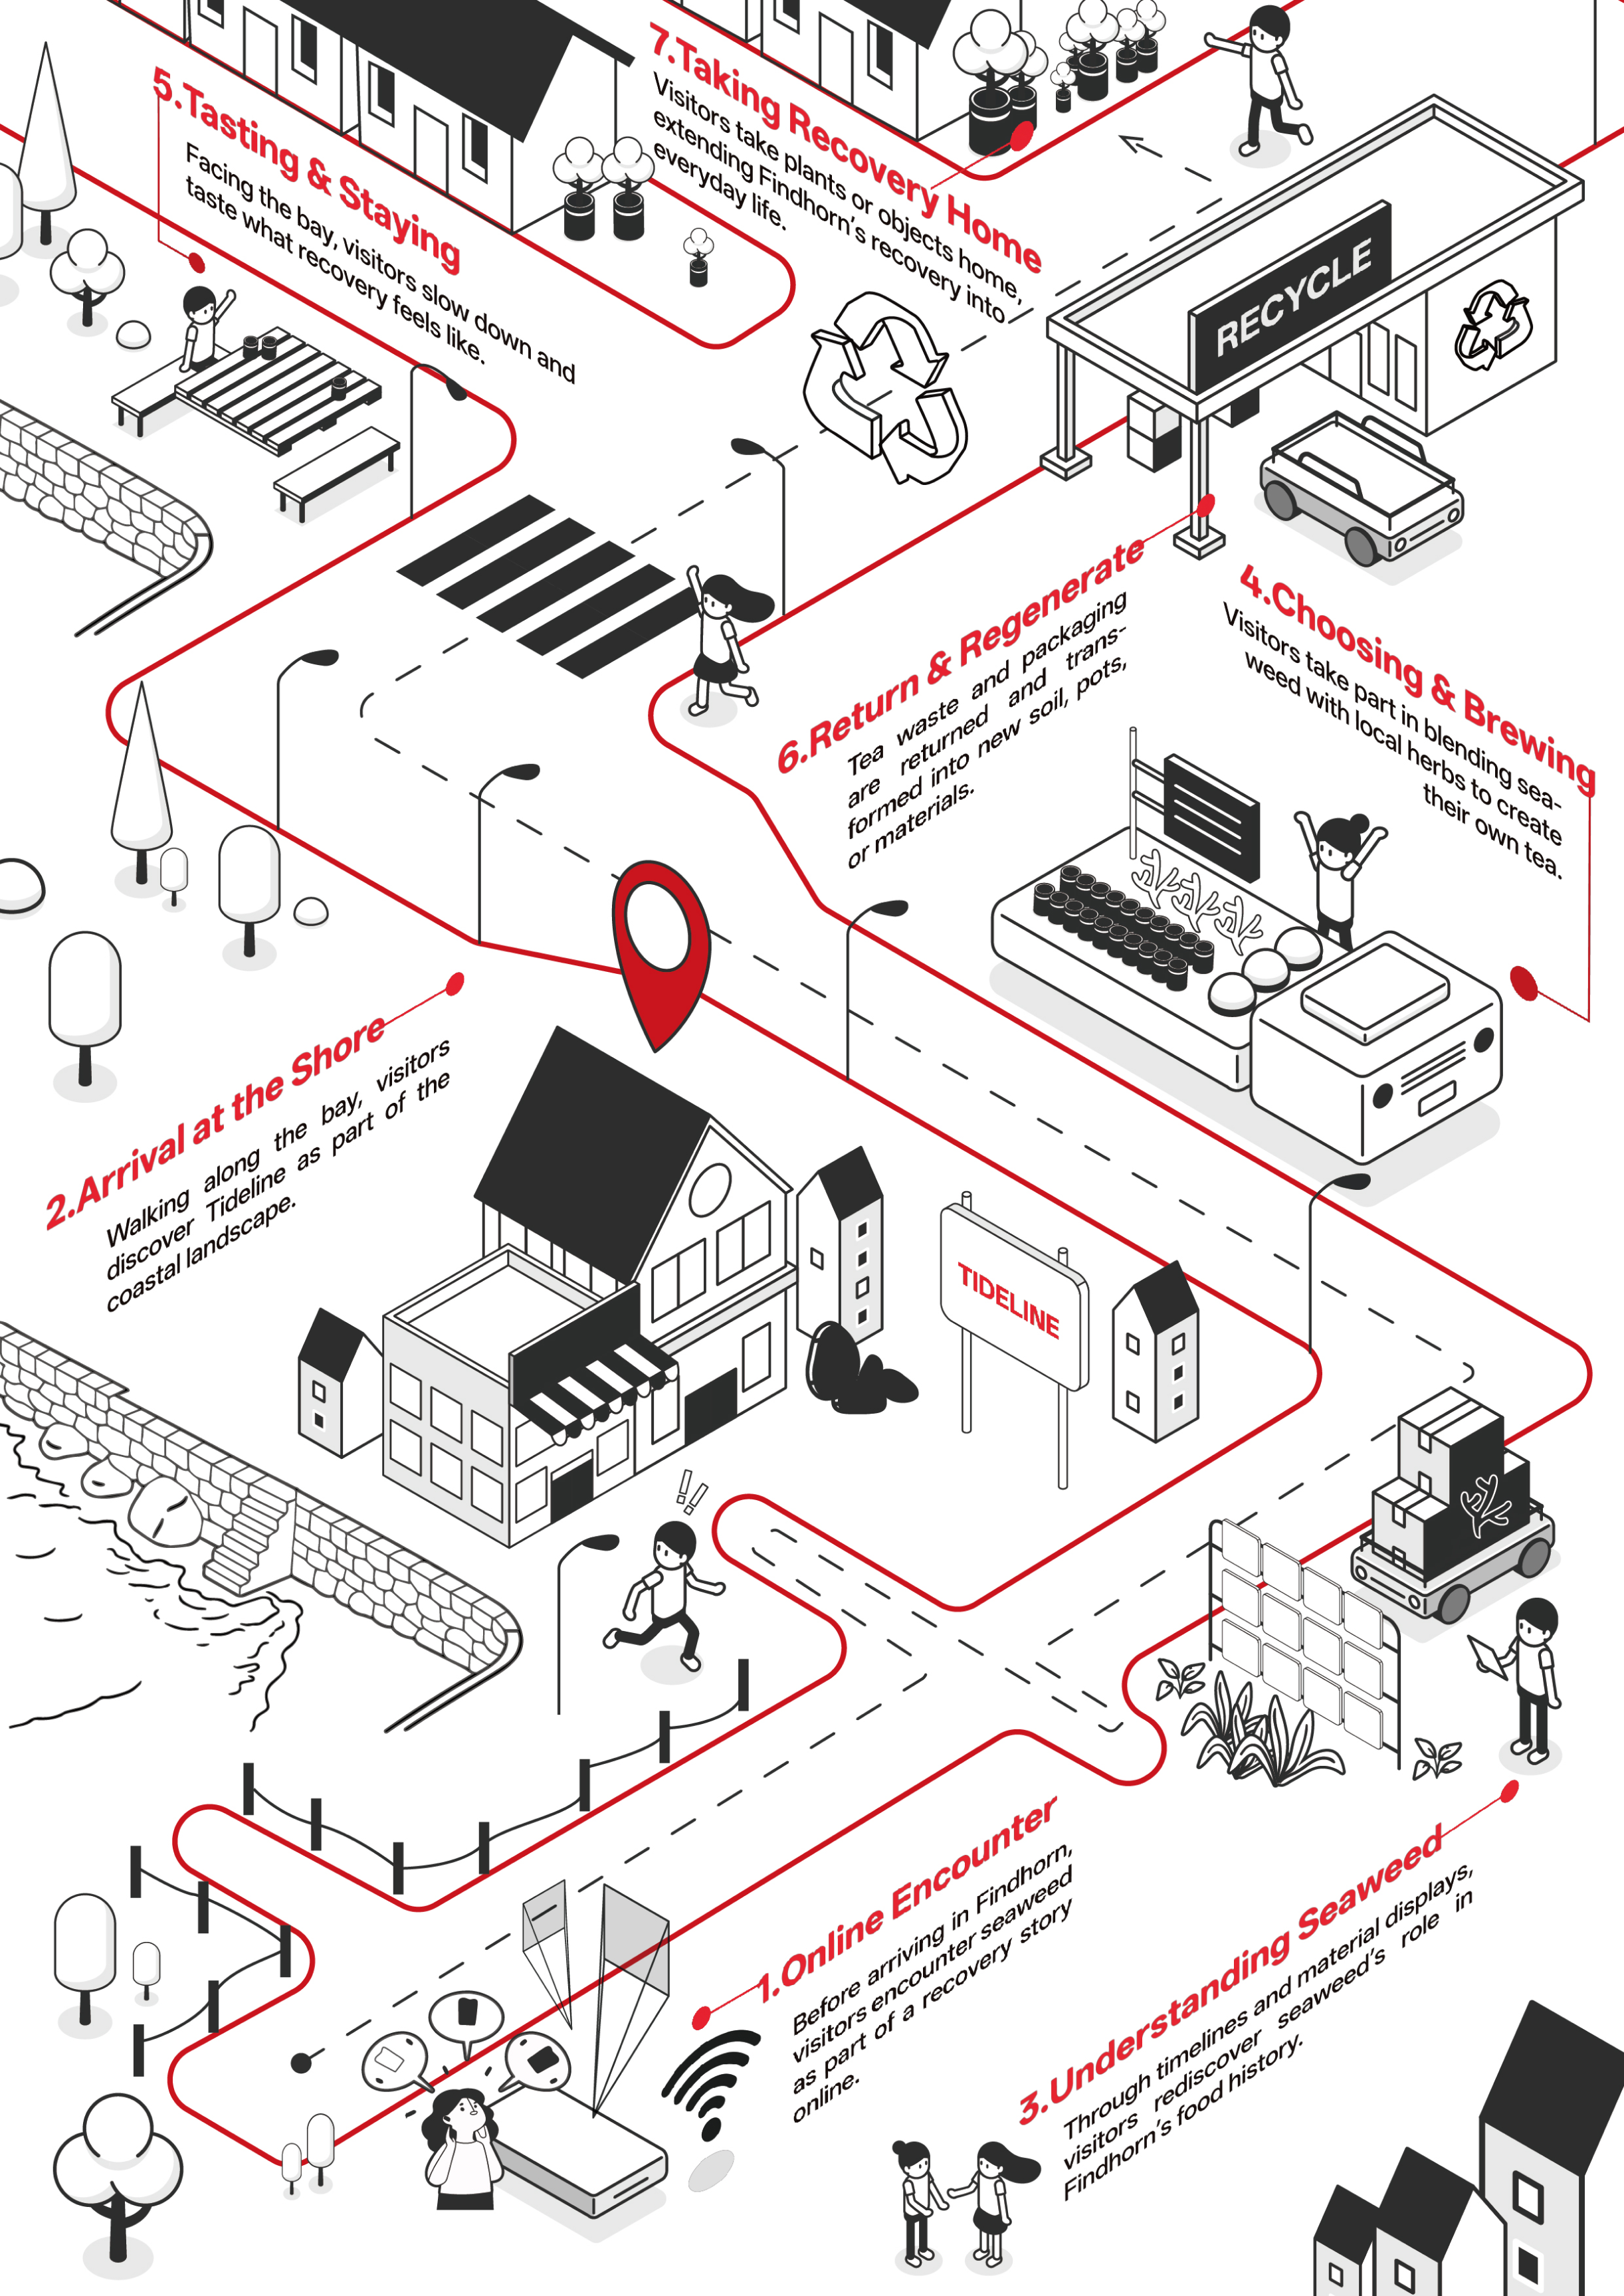 7.Taking Recovery Home
Visitors take plants or objects home,
extending Findhorn's recovery into
everyday life.
5.Tasting & Staying
Facing the bay, visitors slow down and
taste what recovery feels like.
RECYCLE
6.Return & Regenerate
Tea waste and packaging
are returned and trans-
formed into new soil, pots,
or materials.
4.Choosing & Brewing
Visitors take part in blending sea-
weed with local herbs to create
their own tea.
2.Arrival at the Shore
Walking along the bay, visitors
discover Tideline as part of the
coastal landscape.
TIDELINE
!!
1.Online Encounter
Before arriving in Findhorn,
visitors encounter seaweed
as part of a recovery story
online.
3.Understanding Seaweed
Through timelines and material displays,
visitors rediscover seaweed's role in
Findhorn's food history.